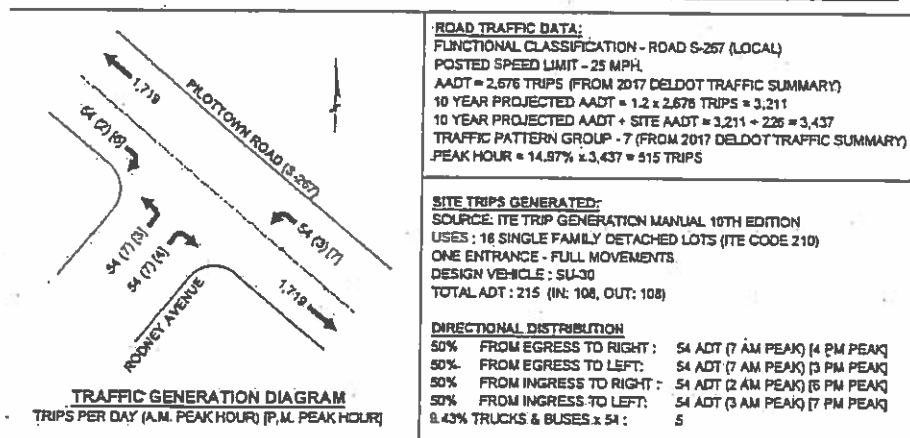 1,719
PILOTTOWN ROAD (S-267)
54 (2) [6]
54 (7) [3]
54 (7) [4]
54 (3) [7]
1,719
RODNEY AVENUE
TRAFFIC GENERATION DIAGRAM
TRIPS PER DAY (A.M. PEAK HOUR) [P.M. PEAK HOUR]
ROAD TRAFFIC DATA:
FUNCTIONAL CLASSIFICATION - ROAD S-267 (LOCAL)
POSTED SPEED LIMIT - 25 MPH.
AADT = 2,676 TRIPS (FROM 2017 DELDOT TRAFFIC SUMMARY)
10 YEAR PROJECTED AADT = 1.2 x 2,676 TRIPS = 3,211
10 YEAR PROJECTED AADT + SITE AADT = 3,211 + 226 = 3,437
TRAFFIC PATTERN GROUP - 7 (FROM 2017 DELDOT TRAFFIC SUMMARY)
PEAK HOUR = 14.97% x 3,437 = 515 TRIPS
SITE TRIPS GENERATED:
SOURCE: ITE TRIP GENERATION MANUAL 10TH EDITION
USES : 16 SINGLE FAMILY DETACHED LOTS (ITE CODE 210)
ONE ENTRANCE - FULL MOVEMENTS
DESIGN VEHICLE : SU-30
TOTAL ADT : 215 (IN: 108, OUT: 108)
DIRECTIONAL DISTRIBUTION
50% FROM EGRESS TO RIGHT : 54 ADT (7 AM PEAK) [4 PM PEAK]
50% FROM EGRESS TO LEFT: 54 ADT (7 AM PEAK) [3 PM PEAK]
50% FROM INGRESS TO RIGHT : 54 ADT (2 AM PEAK) [6 PM PEAK]
50% FROM INGRESS TO LEFT: 54 ADT (3 AM PEAK) [7 PM PEAK]
9.43% TRUCKS & BUSES x 54 : 5